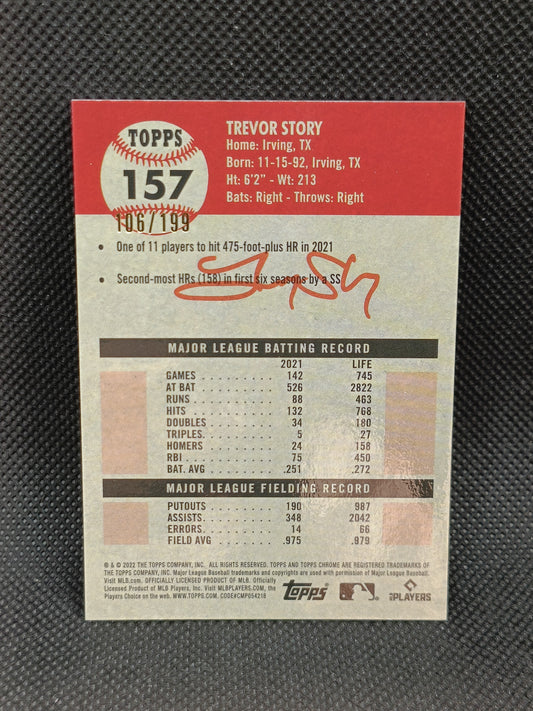 TOPPS
157
106/199
TREVOR STORY
Home: Irving, TX
Born: 11-15-92, Irving, TX
Ht: 6'2" - Wt: 213
Bats: Right - Throws: Right
• One of 11 players to hit 475-foot-plus HR in 2021
• Second-most HRs (158) in first six seasons by a SS
MAJOR LEAGUE BATTING RECORD
2021 LIFE
GAMES 142 745
AT BAT 526 2822
RUNS 88 463
HITS 132 768
DOUBLES 34 180
TRIPLES 5 27
HOMERS 24 158
RBI 75 450
BAT. AVG .251 .272
MAJOR LEAGUE FIELDING RECORD
PUTOUTS 190 987
ASSISTS 348 2042
ERRORS 14 66
FIELD AVG .975 .979
® & © 2022 THE TOPPS COMPANY, INC. ALL RIGHTS RESERVED. TOPPS AND TOPPS CHROME ARE REGISTERED TRADEMARKS OF
THE TOPPS COMPANY, INC. Major League Baseball trademarks and copyrights are used with permission of Major League Baseball.
Visit MLB.com. OFFICIALLY LICENSED PRODUCT OF MLB. Officially
Licensed Product of MLB Players, Inc. Visit MLBPLAYERS.COM, the
Players Choice on the web. WWW.TOPPS.COM. CODE#CMP054218
Topps
PLAYERS